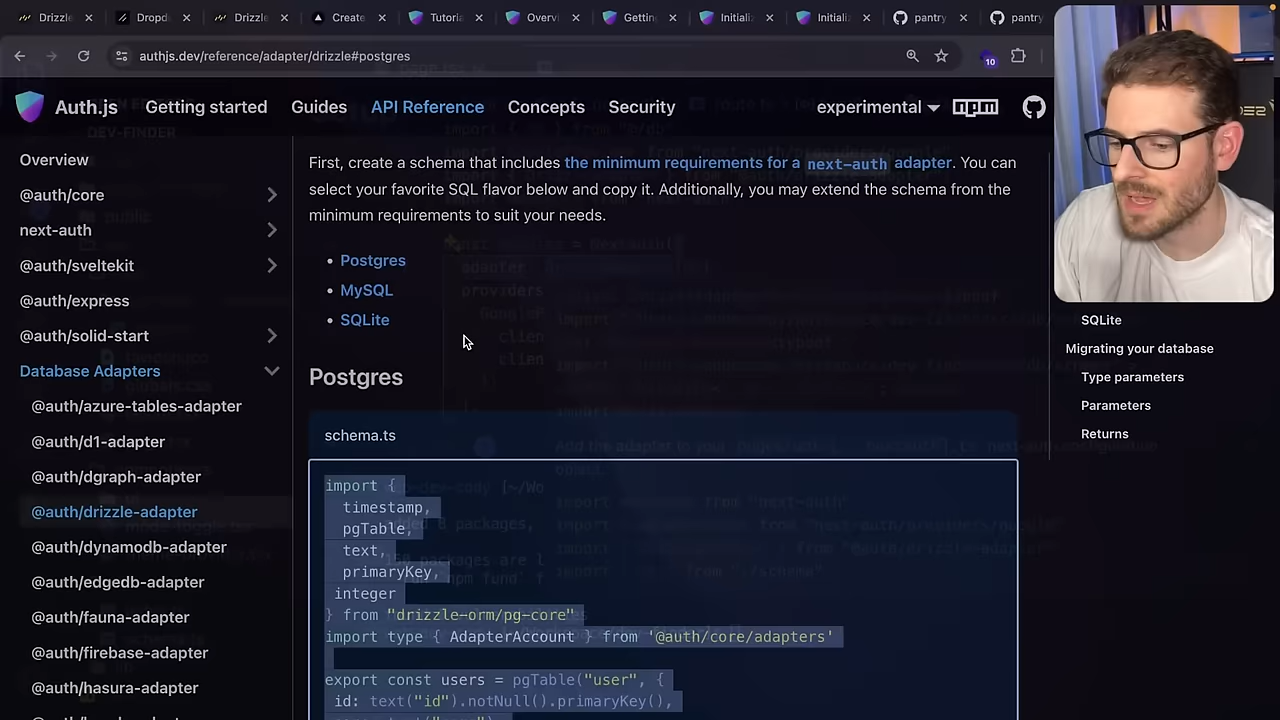 Drizzle
Dropd
Drizzle
Create
Tutoria
Overvi
Getting
Initializ
Initializ
pantry
pantry
authjs.dev/reference/adapter/drizzle#postgres
10
Auth.js
Getting started
Guides
API Reference
Concepts
Security
experimental
npm
Overview
@auth/core
next-auth
@auth/sveltekit
@auth/express
@auth/solid-start
Database Adapters
@auth/azure-tables-adapter
@auth/d1-adapter
@auth/dgraph-adapter
@auth/drizzle-adapter
@auth/dynamodb-adapter
@auth/edgedb-adapter
@auth/fauna-adapter
@auth/firebase-adapter
@auth/hasura-adapter
First, create a schema that includes the minimum requirements for a next-auth adapter. You can
select your favorite SQL flavor below and copy it. Additionally, you may extend the schema from the
minimum requirements to suit your needs.
• Postgres
• MySQL
• SQLite
Postgres
schema.ts
import {
timestamp,
pgTable,
text,
primaryKey,
integer
} from "drizzle-orm/pg-core"
import type { AdapterAccount } from '@auth/core/adapters'
export const users = pgTable("user", {
id: text("id").notNull().primaryKey(),
SQLite
Migrating your database
Type parameters
Parameters
Returns